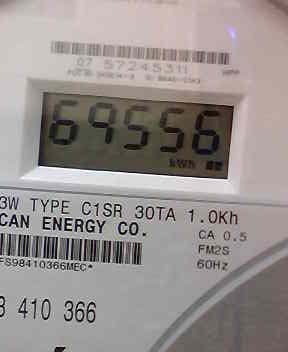 07 57245311
69556
kWh
3W TYPE C1SR 30TA 1.0Kh
CAN ENERGY CO.
CA 0.5
FM2S
FS98410366MEC*
60Hz
8 410 366